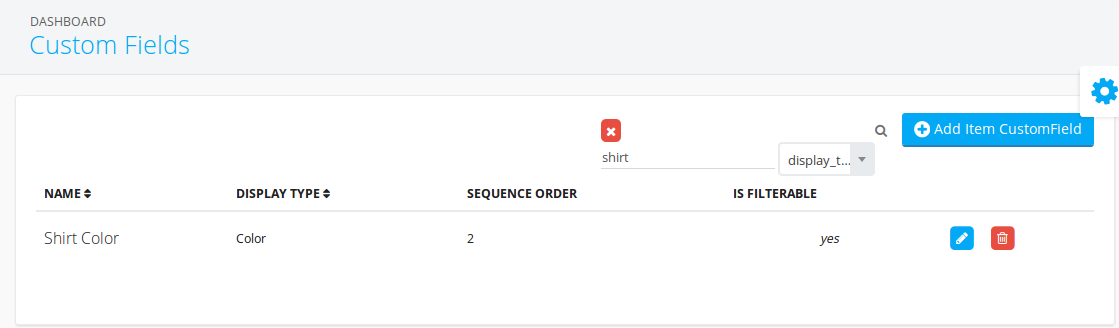 DASHBOARD
Custom Fields
Add Item CustomField
shirt display_t...
NAME DISPLAY TYPE SEQUENCE ORDER IS FILTERABLE
Shirt Color Color 2 yes